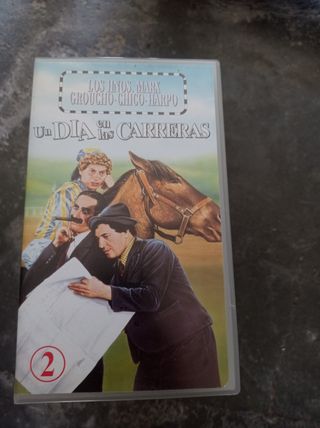 LOS HNOS. MARX
GROUCHO-CHICO-HARPO
Un DIA en las CARRERAS
2